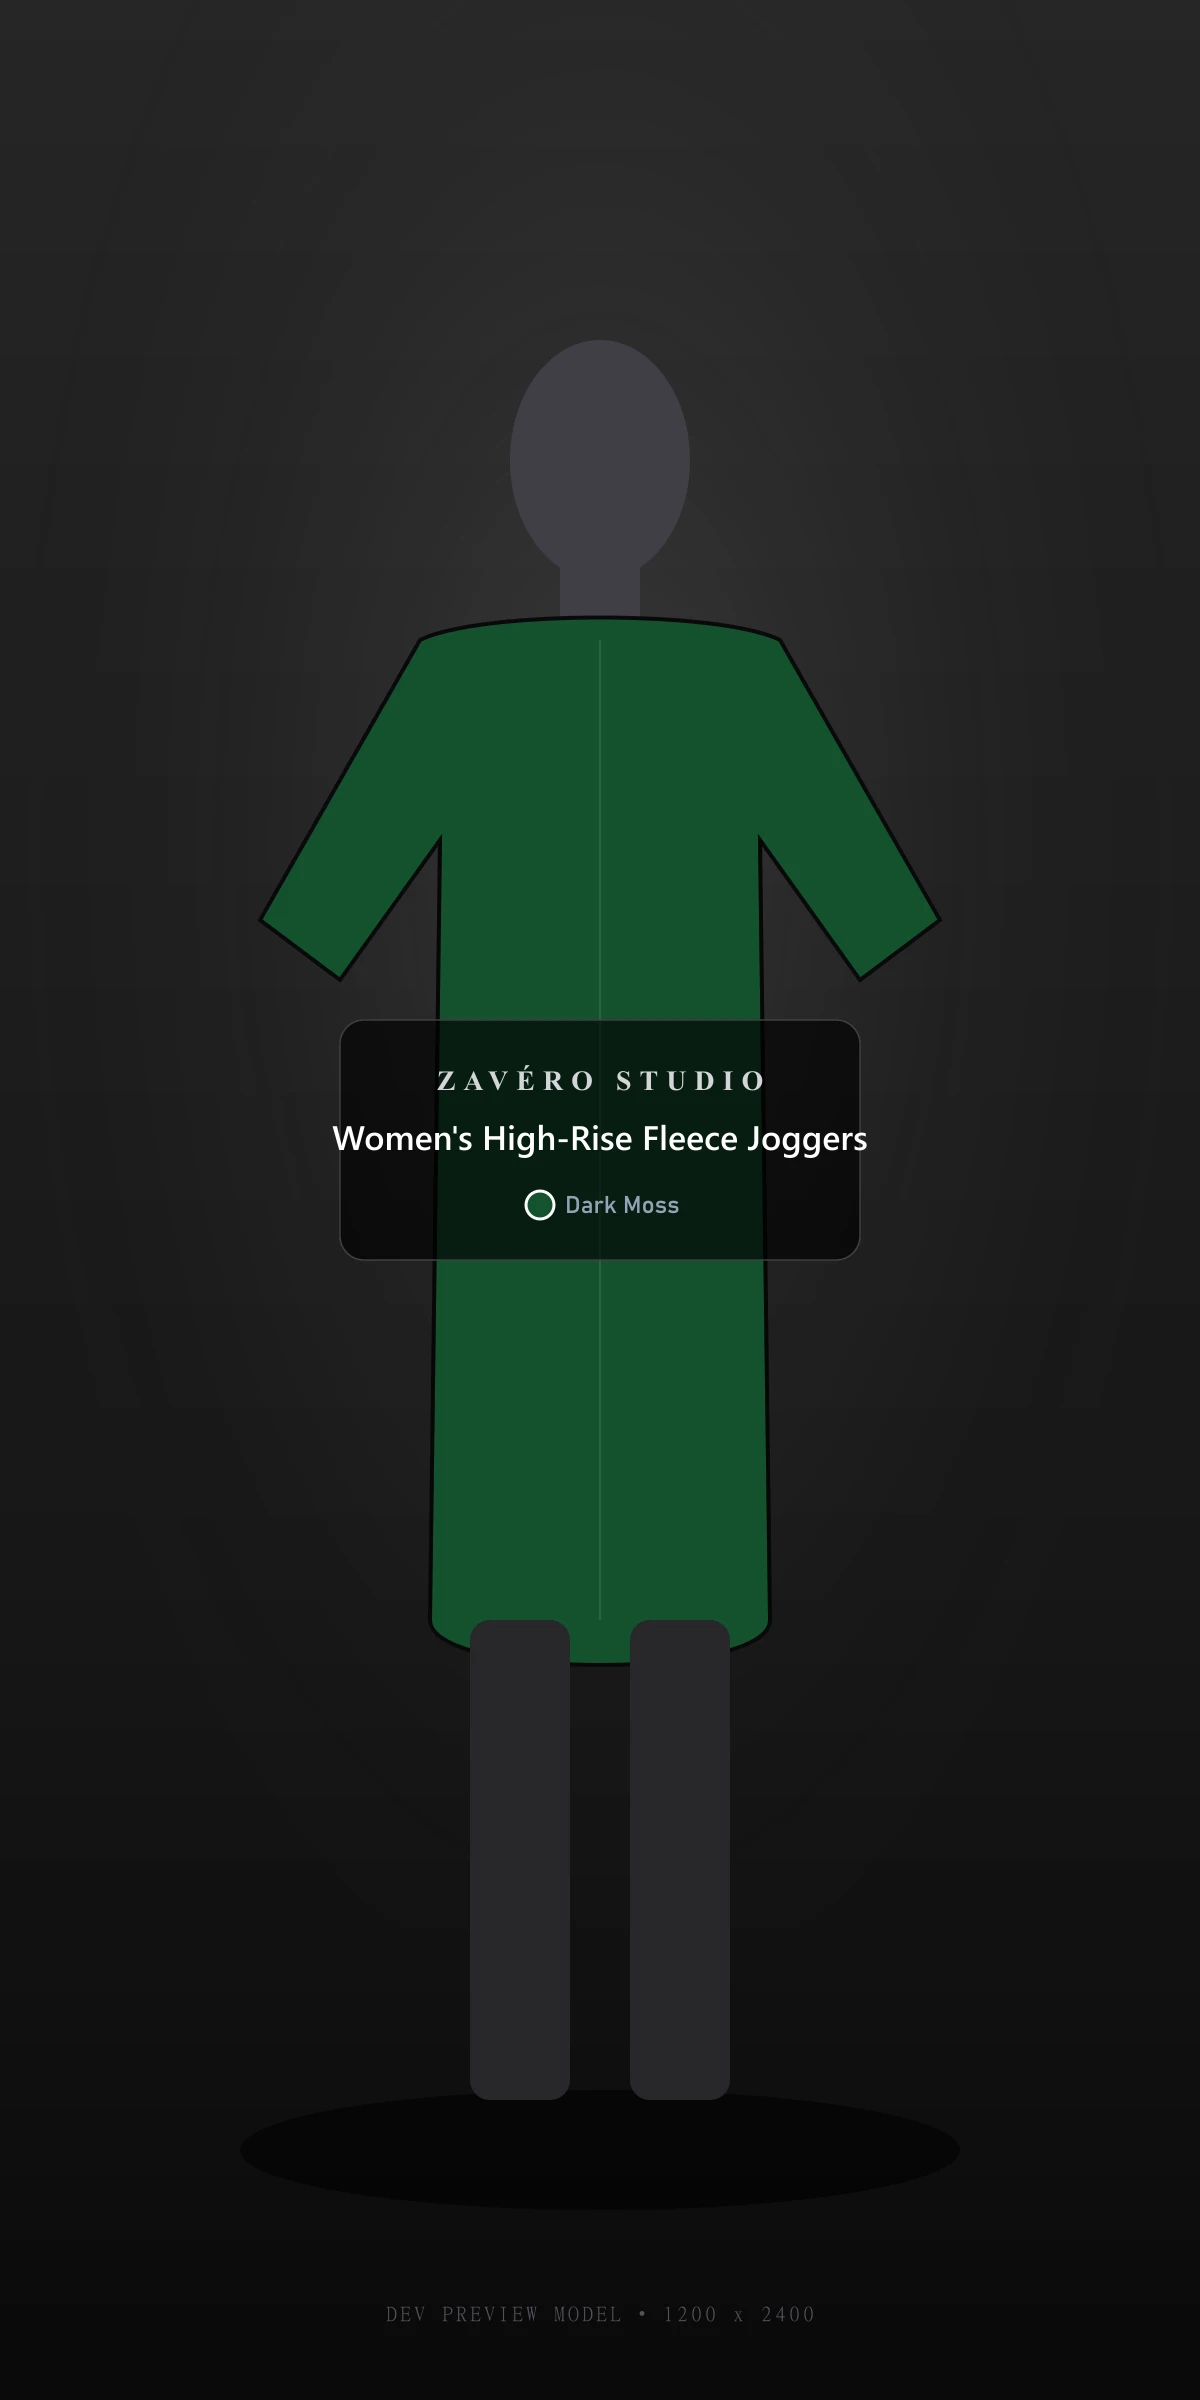 ZAVÉRO STUDIO
Women's High-Rise Fleece Joggers
Dark Moss
DEV PREVIEW MODEL • 1200 x 2400